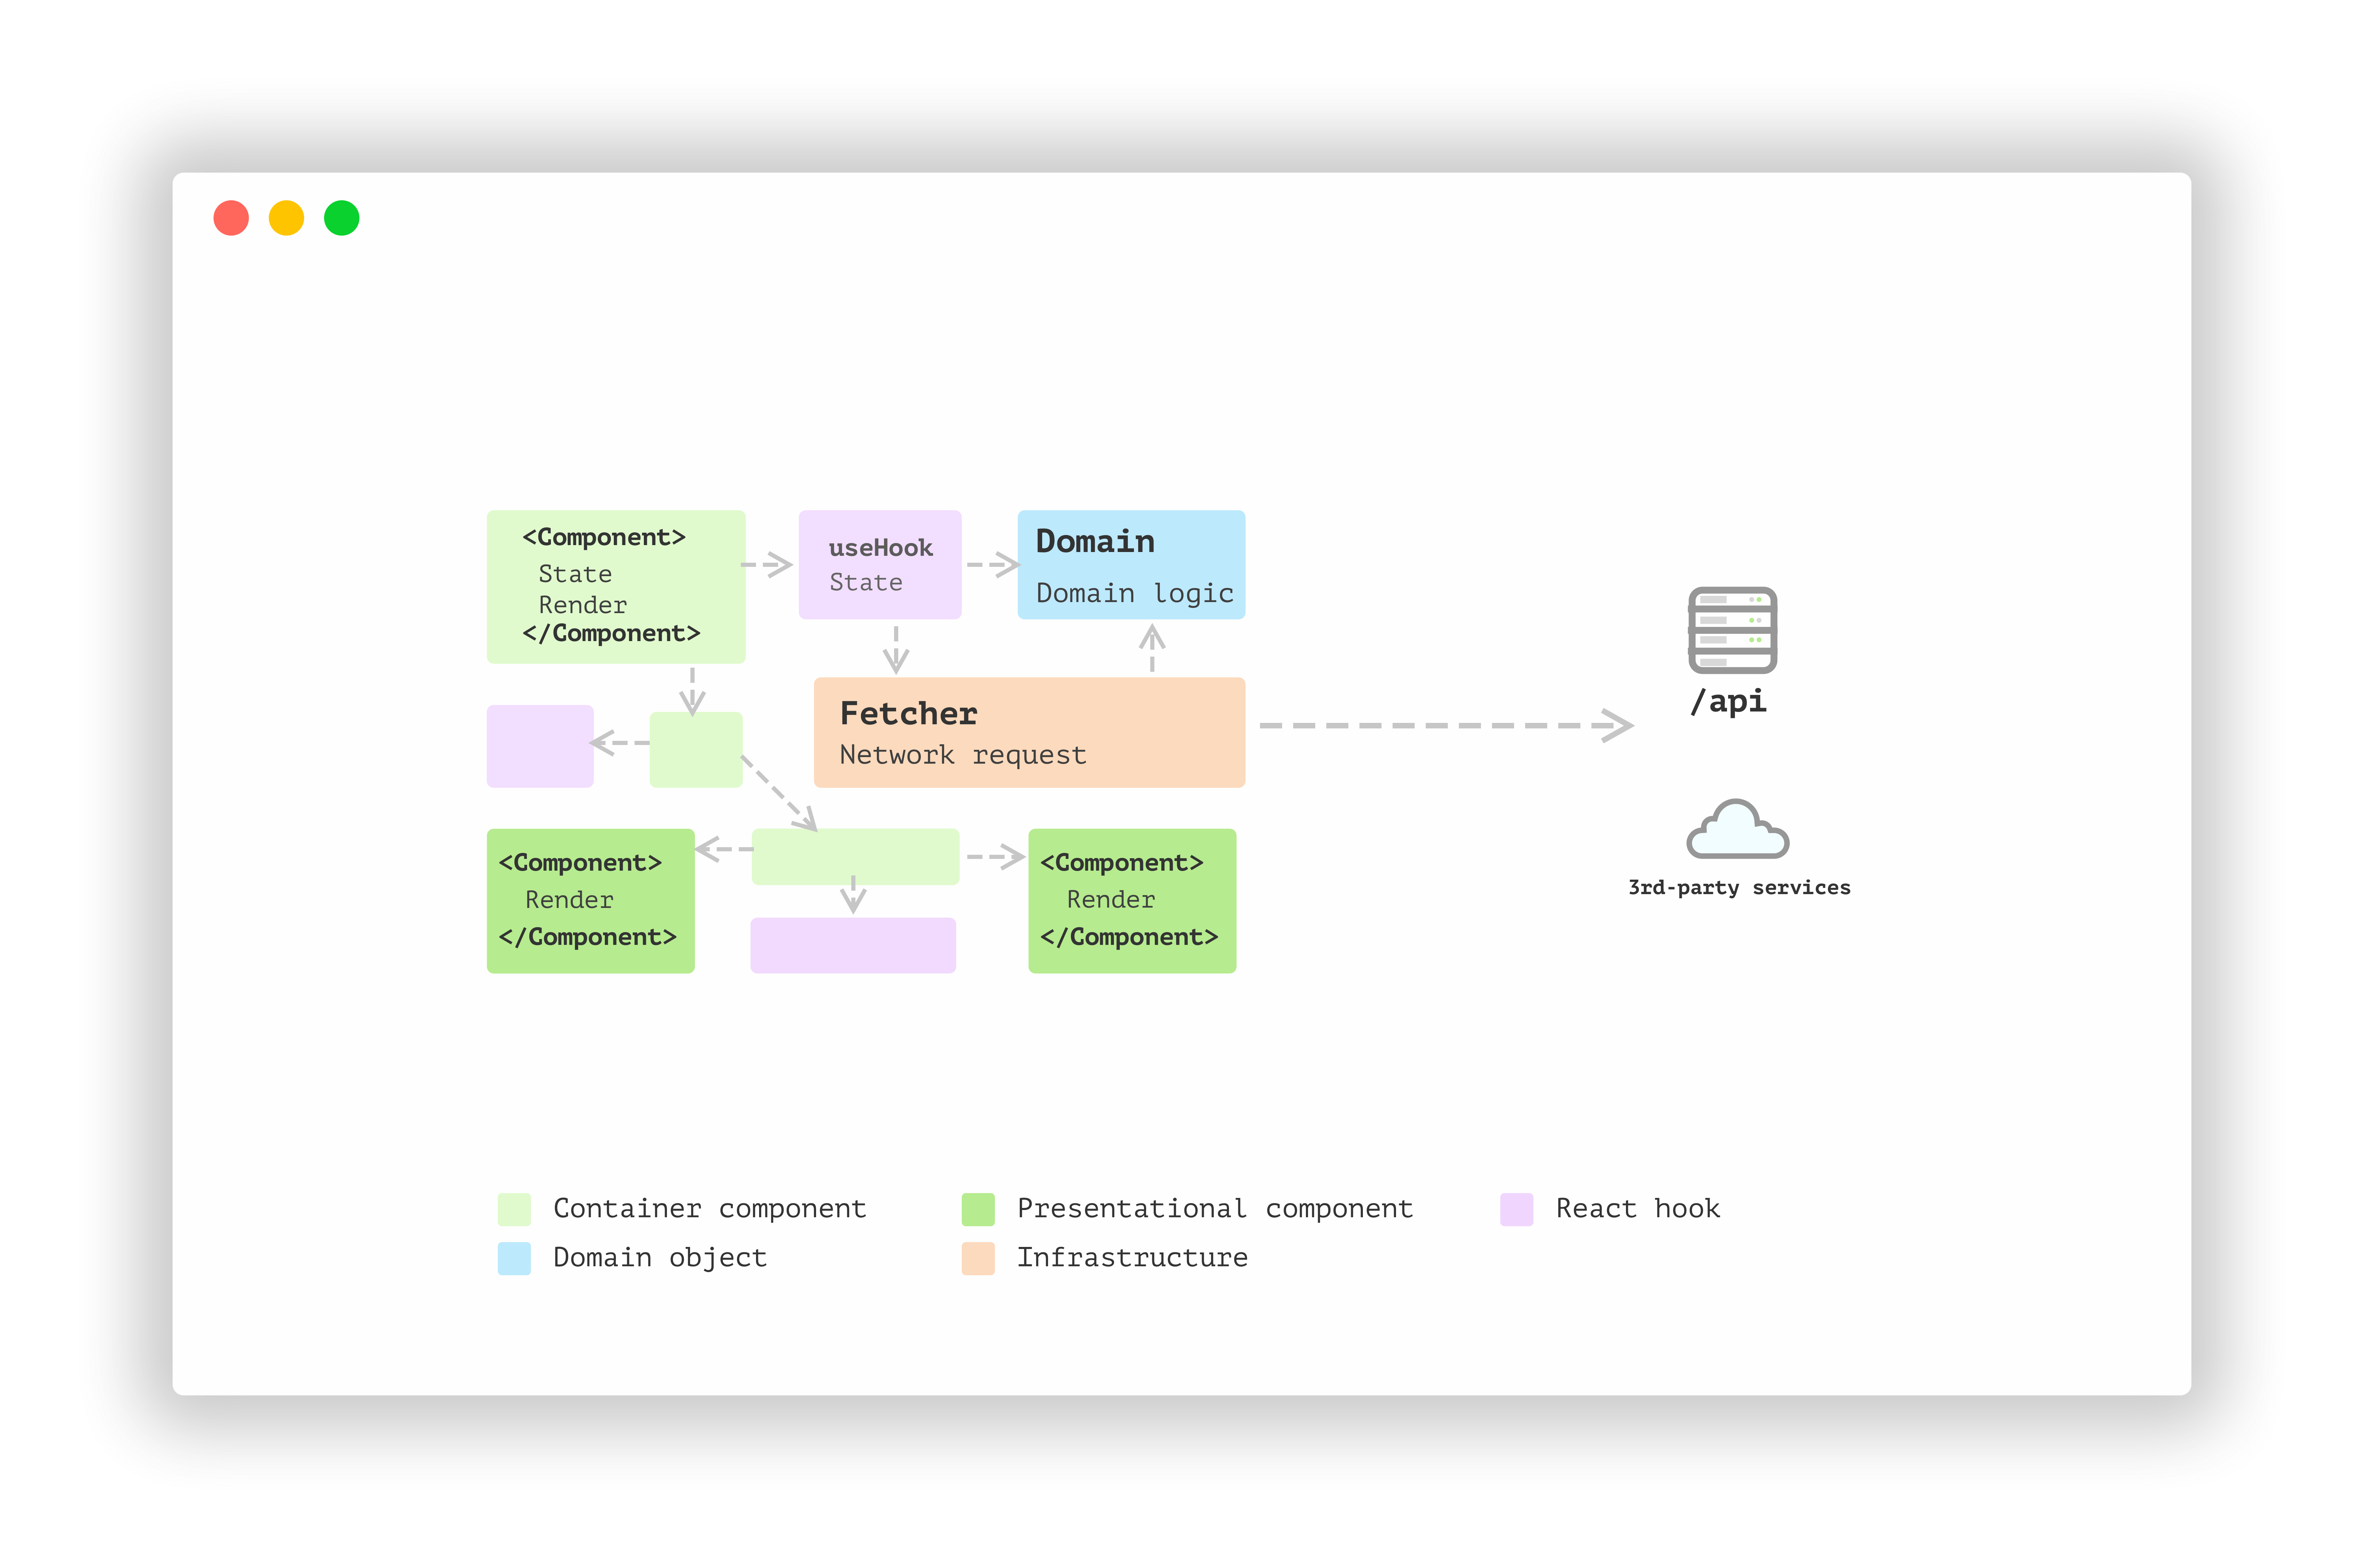 <Component>
State
Render
</Component>
useHook
State
Domain
Domain logic
Fetcher
Network request
/api
3rd-party services
<Component>
Render
</Component>
<Component>
Render
</Component>
Container component
Presentational component
React hook
Domain object
Infrastructure